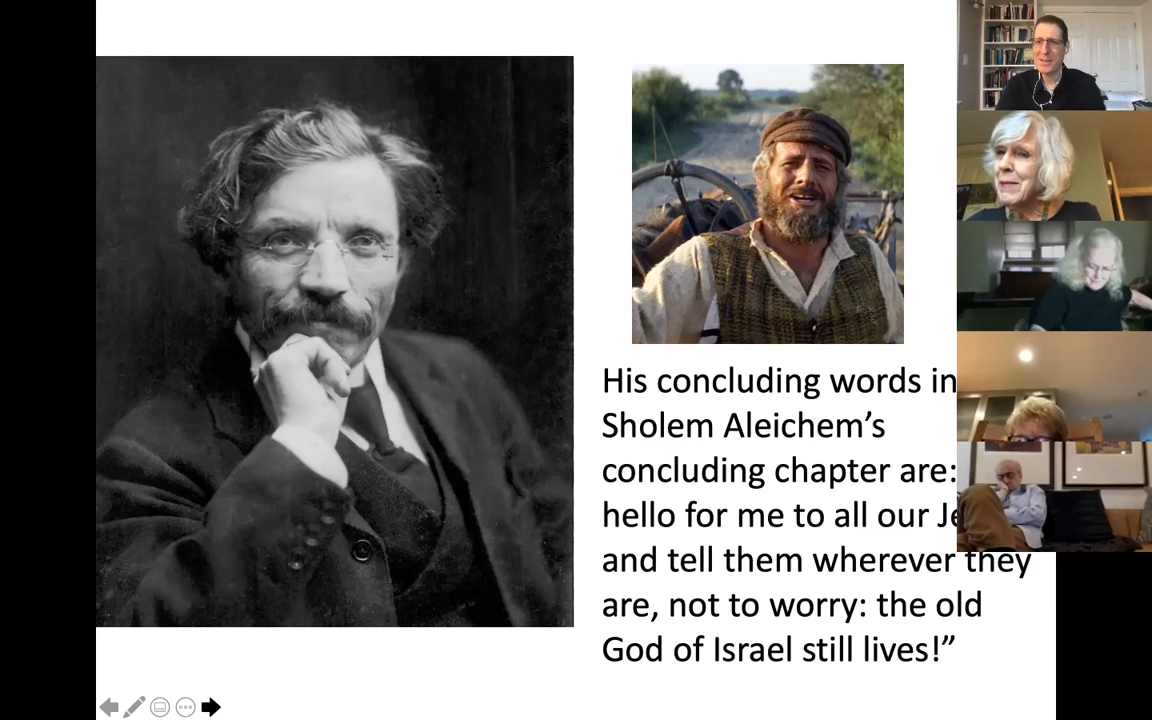 His concluding words in
Sholem Aleichem’s
concluding chapter are:
hello for me to all our
and tell them wherever they
are, not to worry: the old
God of Israel still lives!”